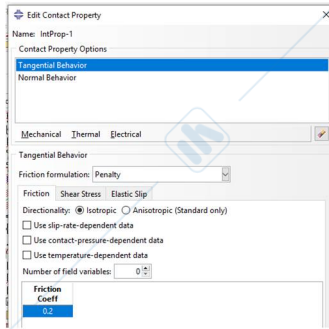 Edit Contact Property
Name: IntProp-1
Contact Property Options
Tangential Behavior
Normal Behavior
Mechanical Thermal Electrical
Tangential Behavior
Friction formulation: Penalty
Friction Shear Stress Elastic Slip
Directionality: Isotropic Anisotropic (Standard only)
Use slip-rate-dependent data
Use contact-pressure-dependent data
Use temperature-dependent data
Number of field variables: 0
Friction
Coeff
0.2